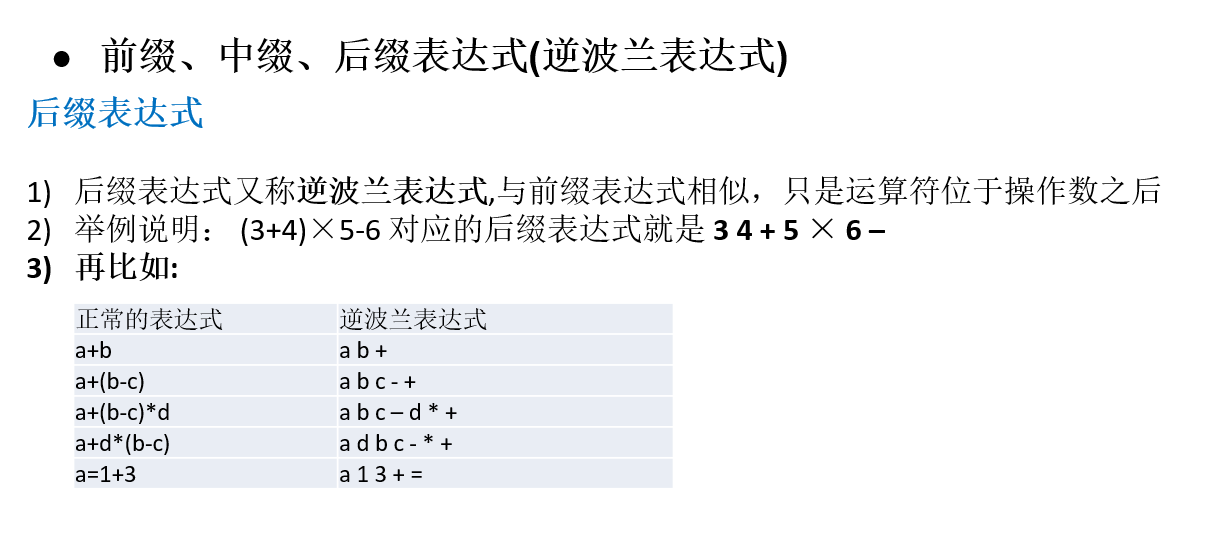 ● 前缀、中缀、后缀表达式(逆波兰表达式)
后缀表达式
1) 后缀表达式又称逆波兰表达式,与前缀表达式相似，只是运算符位于操作数之后
2) 举例说明： (3+4)×5-6 对应的后缀表达式就是 3 4 + 5 × 6 –
3) 再比如:
正常的表达式 逆波兰表达式
a+b a b +
a+(b-c) a b c - +
a+(b-c)*d a b c – d * +
a+d*(b-c) a d b c - * +
a=1+3 a 1 3 + =